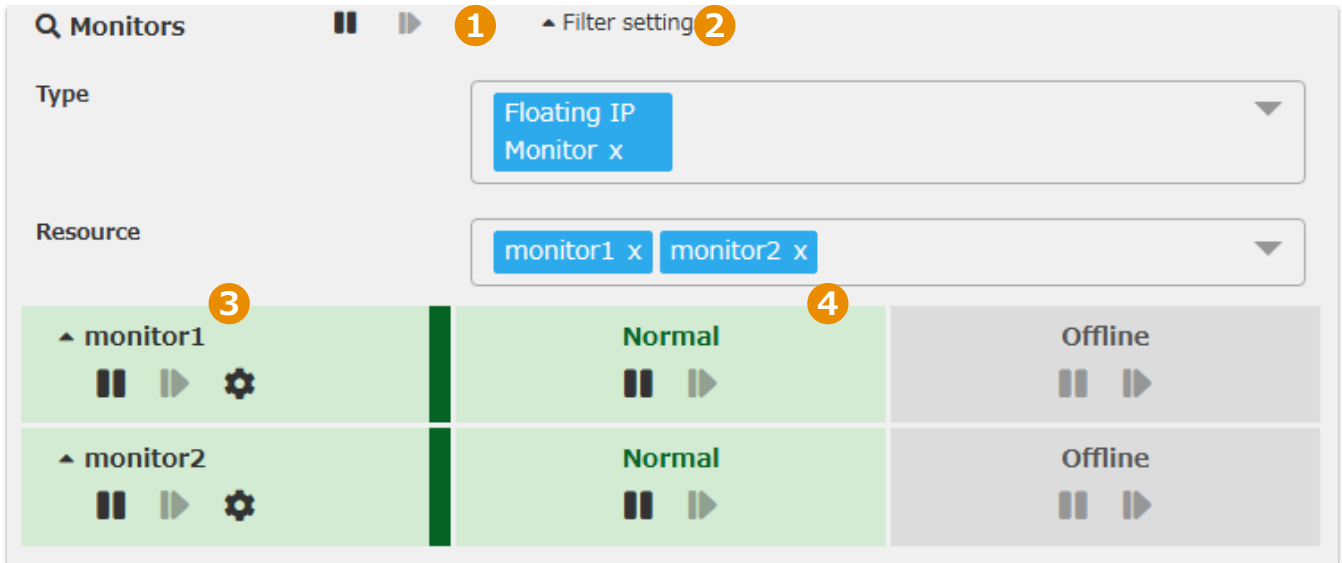 Monitors 1 Filter setting 2
Type
Floating IP
Monitor x
Resource
monitor1 x monitor2 x
3 4
monitor1 Normal Offline
monitor2 Normal Offline